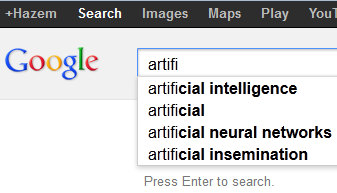 +Hazem Search Images Maps Play YouT
Google artifi
artificial intelligence
artificial
artificial neural networks
artificial insemination
Press Enter to search.